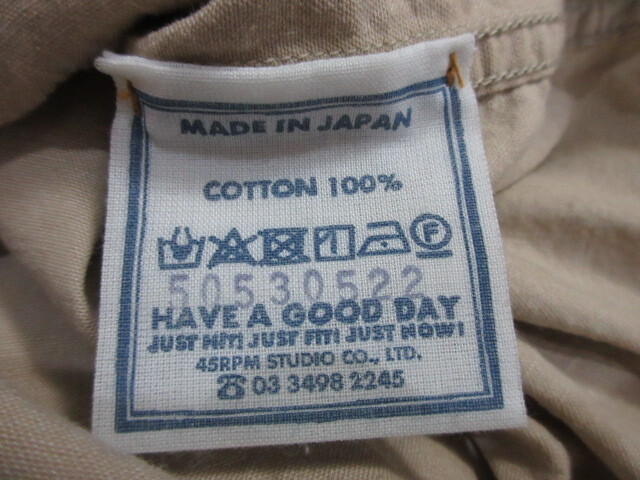 MADE IN JAPAN
COTTON 100%
F
50530522
HAVE A GOOD DAY
JUST HIT! JUST FIT! JUST NOW!
45RPM STUDIO CO., LTD.
☎ 03 3498 2245